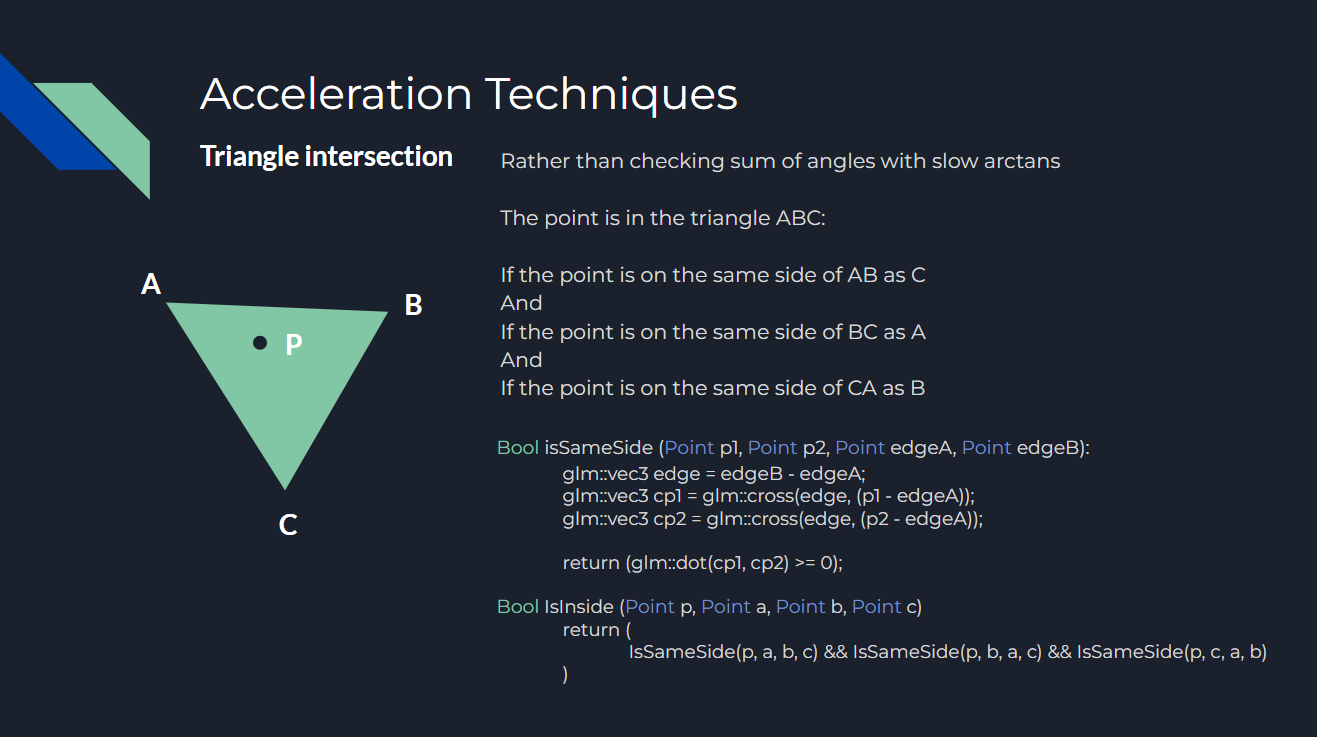 Acceleration Techniques
Triangle intersection
Rather than checking sum of angles with slow arctans
The point is in the triangle ABC:
If the point is on the same side of AB as C
And
If the point is on the same side of BC as A
And
If the point is on the same side of CA as B
A
B
P
C
Bool isSameSide (Point p1, Point p2, Point edgeA, Point edgeB):
glm::vec3 edge = edgeB - edgeA;
glm::vec3 cp1 = glm::cross(edge, (p1 - edgeA));
glm::vec3 cp2 = glm::cross(edge, (p2 - edgeA));
return (glm::dot(cp1, cp2) >= 0);
Bool IsInside (Point p, Point a, Point b, Point c)
return (
IsSameSide(p, a, b, c) && IsSameSide(p, b, a, c) && IsSameSide(p, c, a, b)
)